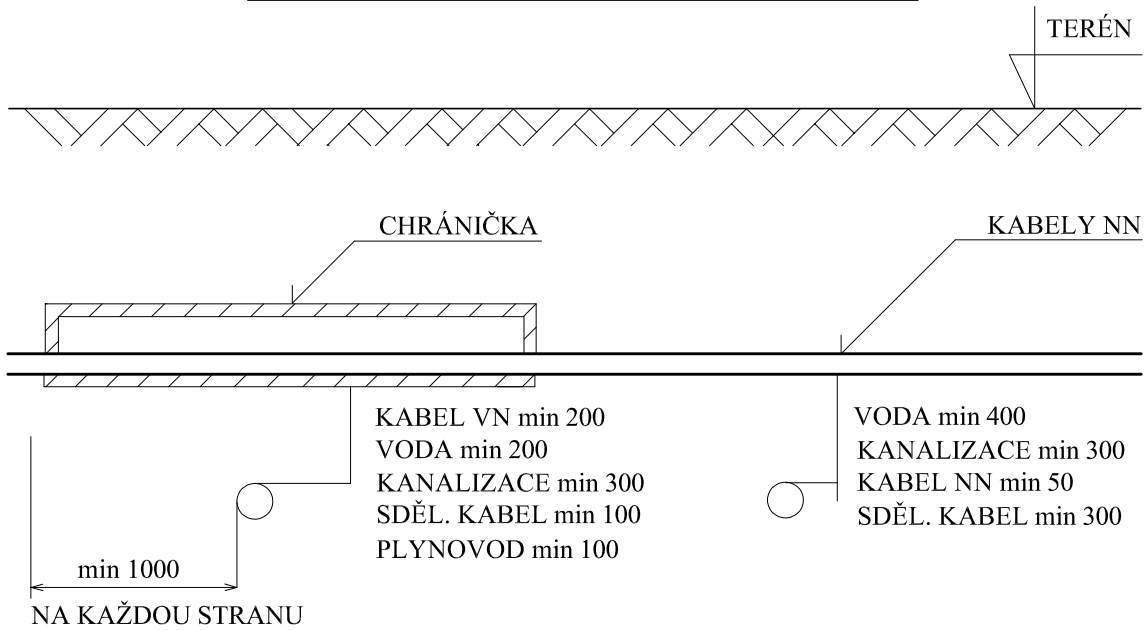 TERÉN
CHRÁNIČKA
KABELY NN
KABEL VN min 200
VODA min 200
KANALIZACE min 300
SDĚL. KABEL min 100
PLYNOVOD min 100
VODA min 400
KANALIZACE min 300
KABEL NN min 50
SDĚL. KABEL min 300
min 1000
NA KAŽDOU STRANU